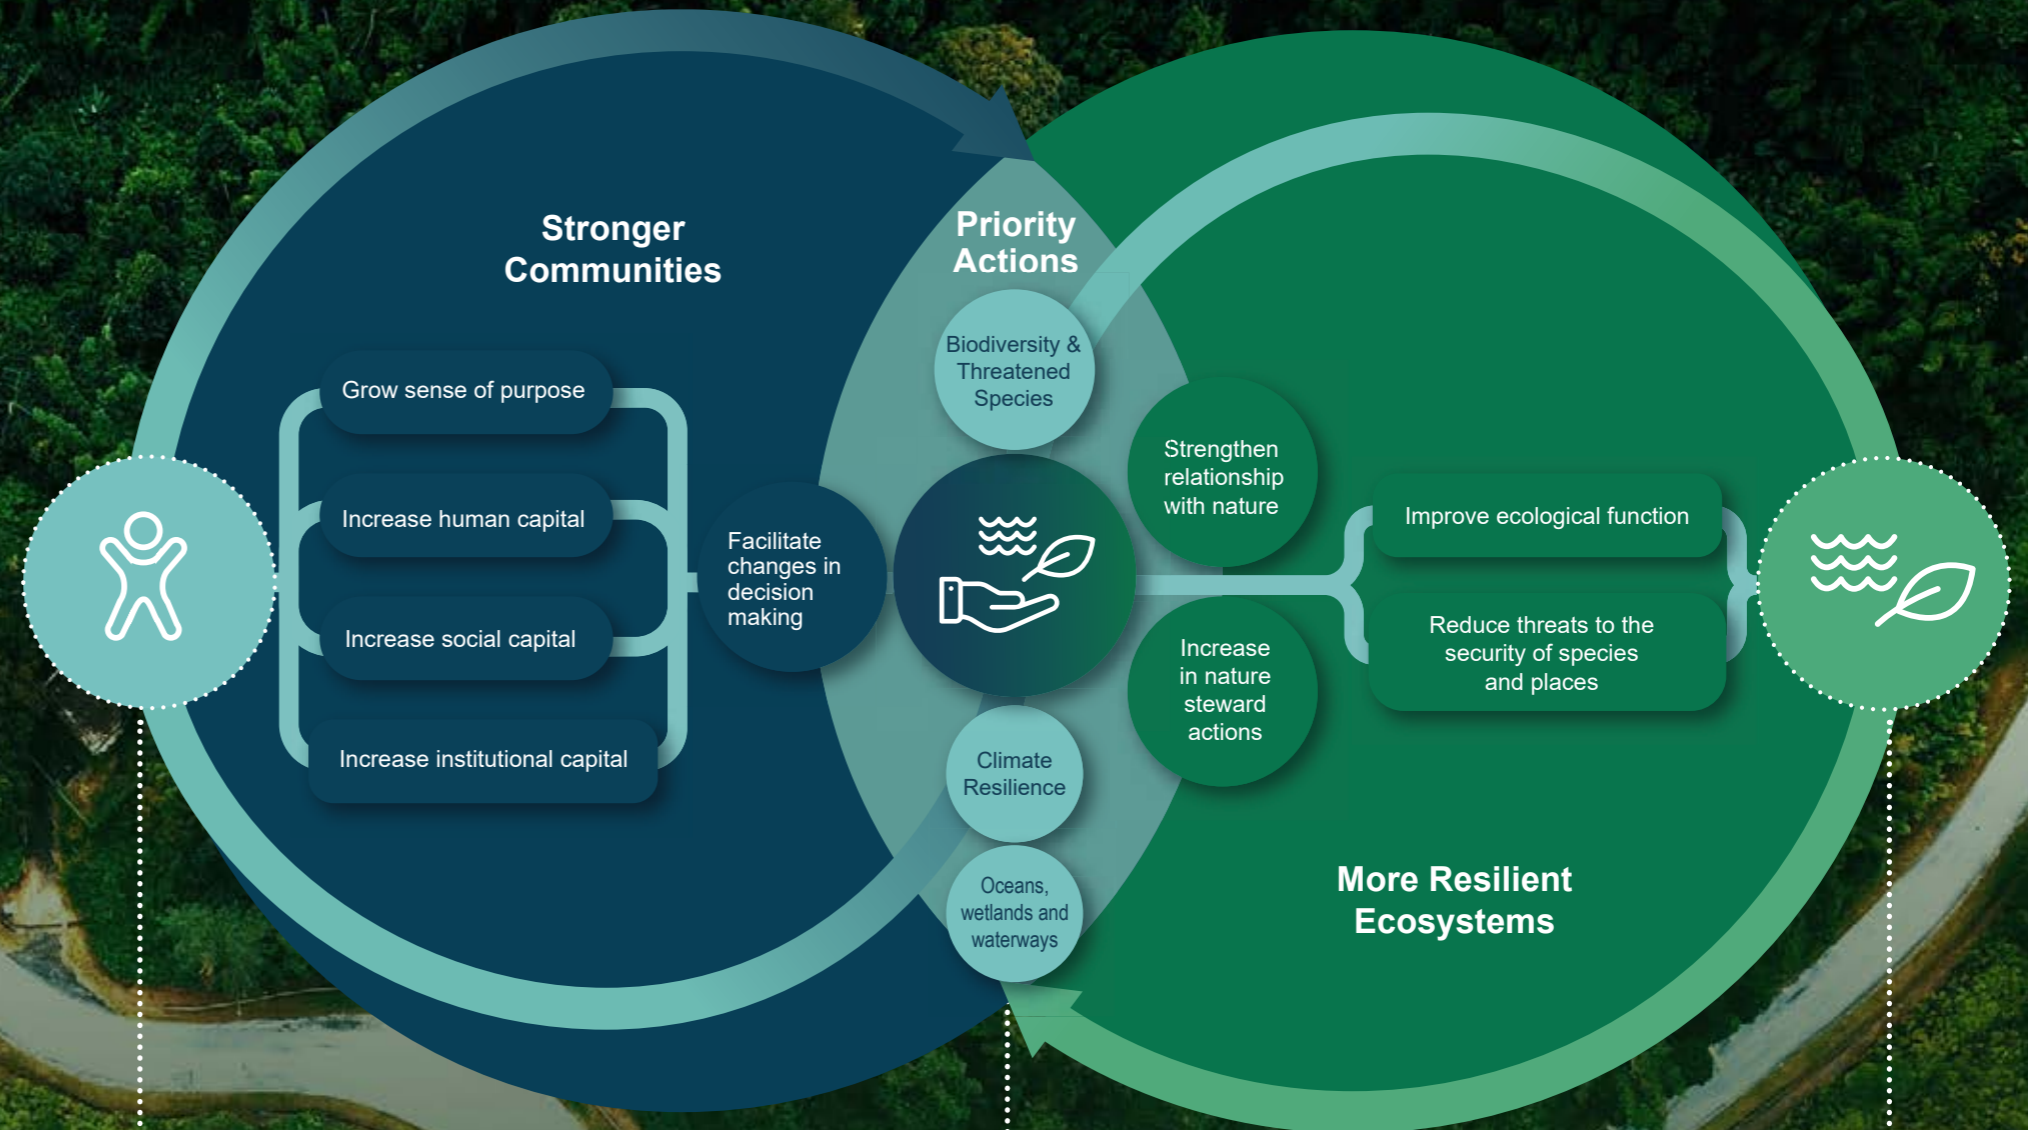 Stronger
Communities
Grow sense of purpose
Increase human capital
Increase social capital
Increase institutional capital
Facilitate
changes in
decision
making
Priority
Actions
Biodiversity &
Threatened
Species
Climate
Resilience
Oceans,
wetlands and
waterways
Strengthen
relationship
with nature
Increase
in nature
steward
actions
Improve ecological function
Reduce threats to the
security of species
and places
More Resilient
Ecosystems